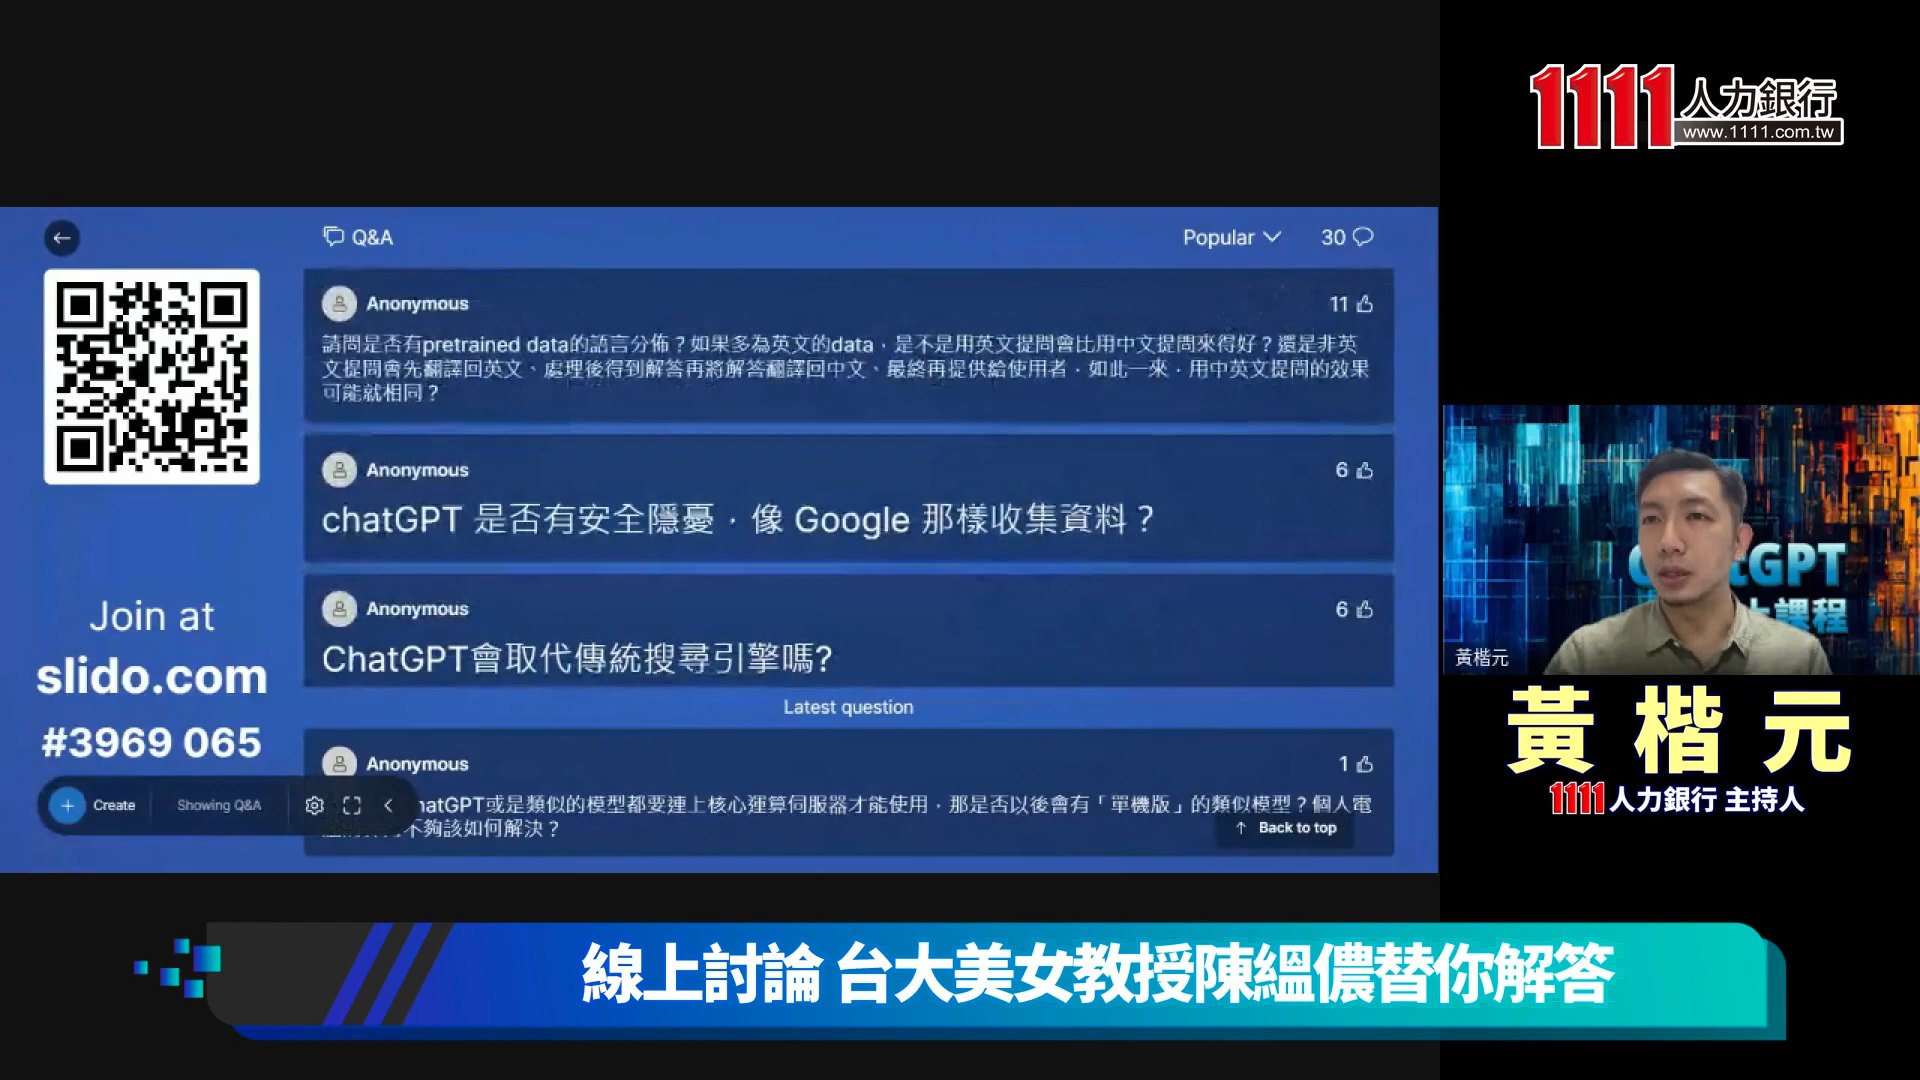 1111 人力銀行
www.1111.com.tw
Q&A
Popular
30
Anonymous
11
請問是否有pretrained data的語言分佈？如果多為英文的data，是不是用英文提問會比用中文提問來得好？還是非英
文提問會先翻譯回英文、處理後得到解答再將解答翻譯回中文、最終再提供給使用者，如此一來，用中英文提問的效果
可能就相同？
Anonymous
6
chatGPT 是否有安全隱憂，像 Google 那樣收集資料？
Anonymous
6
ChatGPT會取代傳統搜尋引擎嗎?
Latest question
Anonymous
1
hatGPT或是類似的模型都要連上核心運算伺服器才能使用，那是否以後會有「單機版」的類似模型？個人電
不夠該如何解決？
Back to top
Join at
slido.com
#3969 065
Create
Showing Q&A
GPT
課程
黃楷元
黃楷元
1111 人力銀行 主持人
線上討論 台大美女教授陳縕儂替你解答